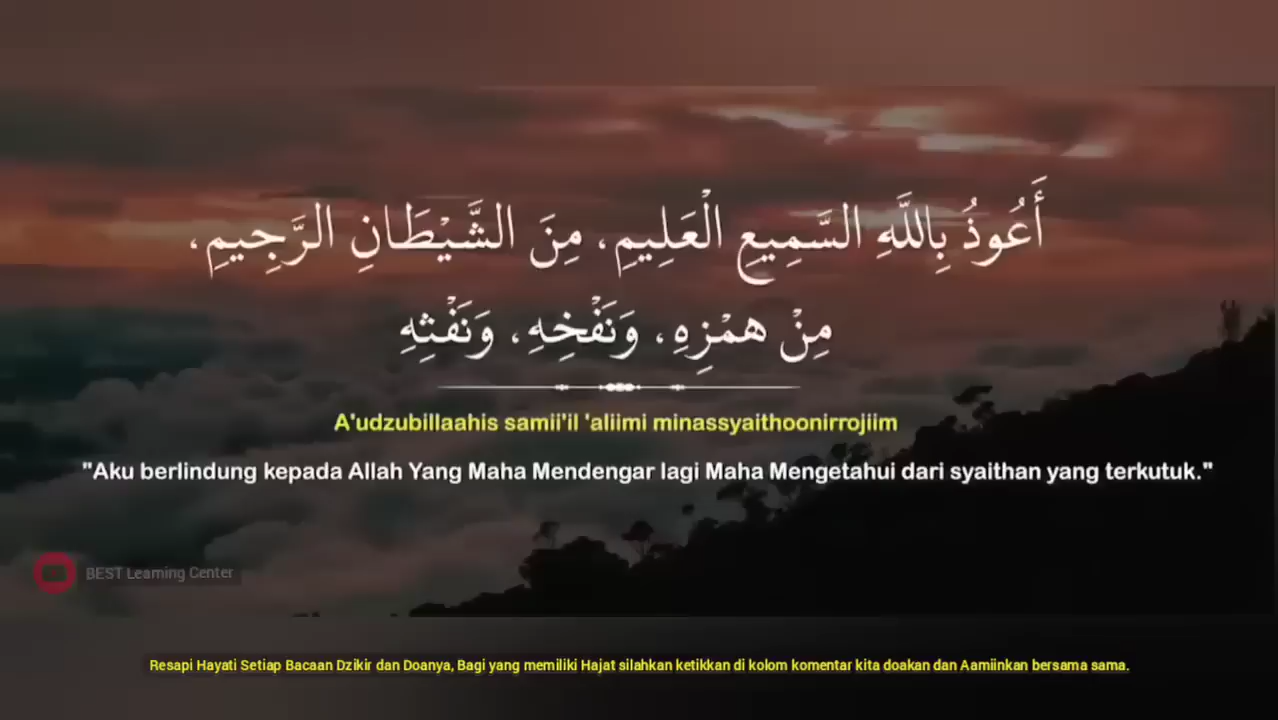 أَعُوذُ بِاللَّهِ السَّمِيعِ الْعَلِيمِ، مِنَ الشَّيْطَانِ الرَّجِيمِ،
مِنْ هَمْزِهِ، وَنَفْخِهِ، وَنَفْثِهِ
A'udzubillaahis samii'il 'aliimi minassyaithoonirrojiim
"Aku berlindung kepada Allah Yang Maha Mendengar lagi Maha Mengetahui dari syaithan yang terkutuk."
BEST Learning Center
Resapi Hayati Setiap Bacaan Dzikir dan Doanya, Bagi yang memiliki Hajat silahkan ketikkan di kolom komentar kita doakan dan Aamiinkan bersama sama.